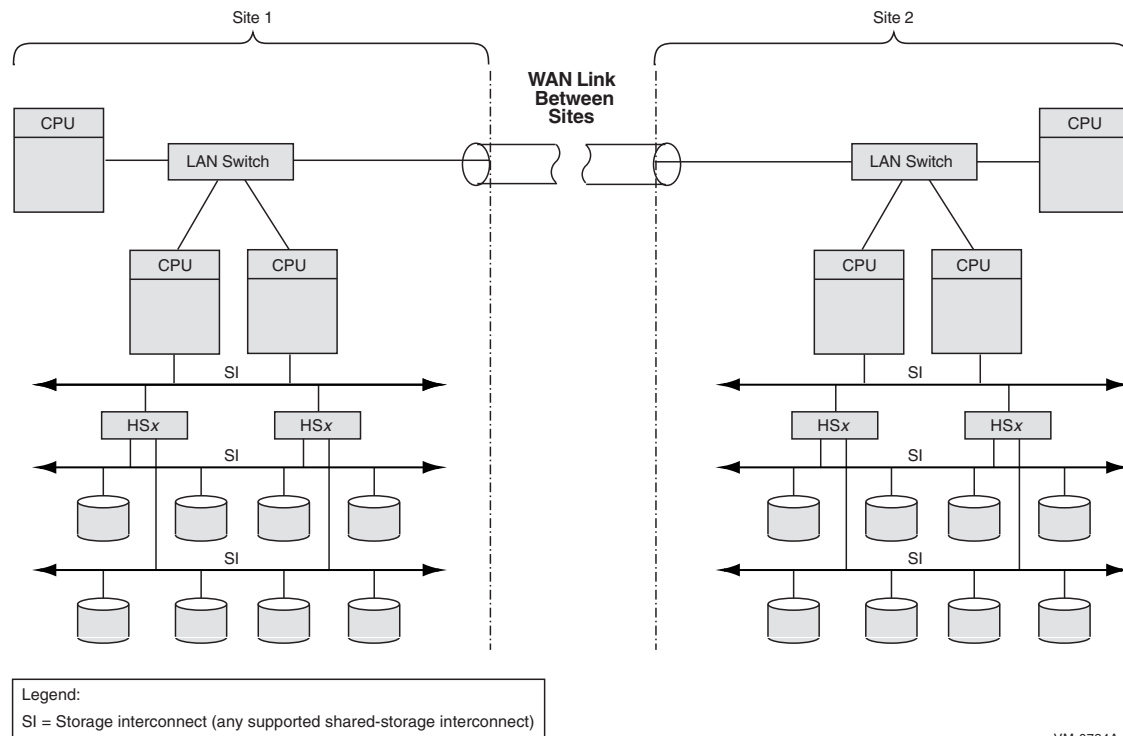 Site 1
Site 2
WAN Link
Between
Sites
CPU
CPU
LAN Switch
LAN Switch
CPU
CPU
CPU
CPU
SI
SI
HSx
HSx
HSx
HSx
SI
SI
SI
SI
Legend:
SI = Storage interconnect (any supported shared-storage interconnect)